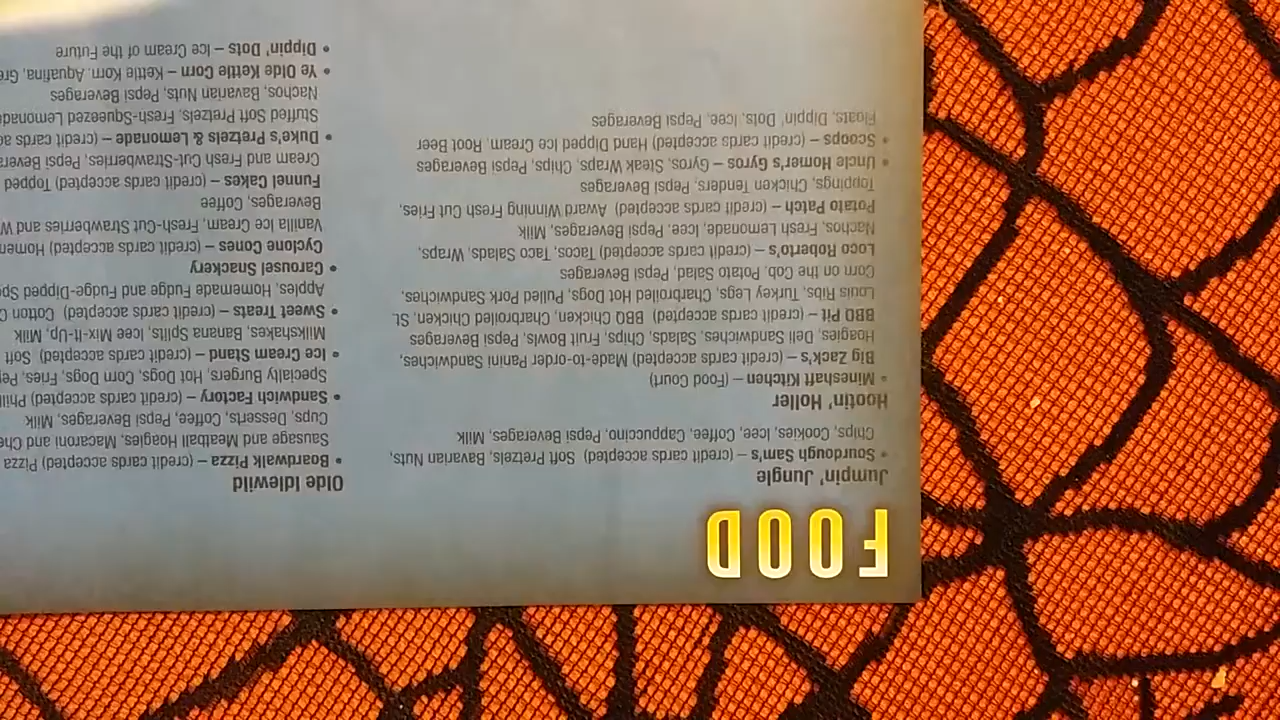 FOOD
Jumpin' Jungle
• Sourdough Sam's – (credit cards accepted) Soft Pretzels, Bavarian Nuts,
Chips, Cookies, Icee, Coffee, Cappuccino, Pepsi Beverages, Milk
Hootin' Holler
• Mineshaft Kitchen – (Food Court)
Big Zack's – (credit cards accepted) Made-to-order Panini Sandwiches,
Hoagies, Deli Sandwiches, Salads, Chips, Fruit Bowls, Pepsi Beverages
BBQ Pit – (credit cards accepted) BBQ Chicken, Charbroiled Chicken, St.
Louis Ribs, Turkey Legs, Charbroiled Hot Dogs, Pulled Pork Sandwiches,
Corn on the Cob, Potato Salad, Pepsi Beverages
Loco Roberto's – (credit cards accepted) Tacos, Taco Salads, Wraps,
Nachos, Fresh Lemonade, Icee, Pepsi Beverages, Milk
Potato Patch – (credit cards accepted) Award Winning Fresh Cut Fries,
Toppings, Chicken Tenders, Pepsi Beverages
• Uncle Homer's Gyros – Gyros, Steak Wraps, Chips, Pepsi Beverages
• Scoops – (credit cards accepted) Hand Dipped Ice Cream, Root Beer
Floats, Dippin' Dots, Icee, Pepsi Beverages
Olde Idlewild
• Boardwalk Pizza – (credit cards accepted) Pizza
Sausage and Meatball Hoagies, Macaroni and
Cups, Desserts, Coffee, Pepsi Beverages, Milk
• Sandwich Factory – (credit cards accepted)
Specialty Burgers, Hot Dogs, Corn Dogs, Fries,
• Ice Cream Stand – (credit cards accepted) Soft
Milkshakes, Banana Splits, Icee Mix-It-Up, Milk
• Sweet Treats – (credit cards accepted) Cotton
Apples, Homemade Fudge and Fudge-Dipped
• Carousel Snackery
Cyclone Cones – (credit cards accepted)
Vanilla Ice Cream, Fresh-Cut Strawberries and
Beverages, Coffee
Funnel Cakes – (credit cards accepted) Topped
Cream and Fresh Cut-Strawberries, Pepsi
• Duke's Pretzels & Lemonade – (credit cards
Stuffed Soft Pretzels, Fresh-Squeezed
Nachos, Bavarian Nuts, Pepsi Beverages
• Ye Olde Kettle Corn – Kettle Korn, Aquafina,
• Dippin' Dots – Ice Cream of the Future